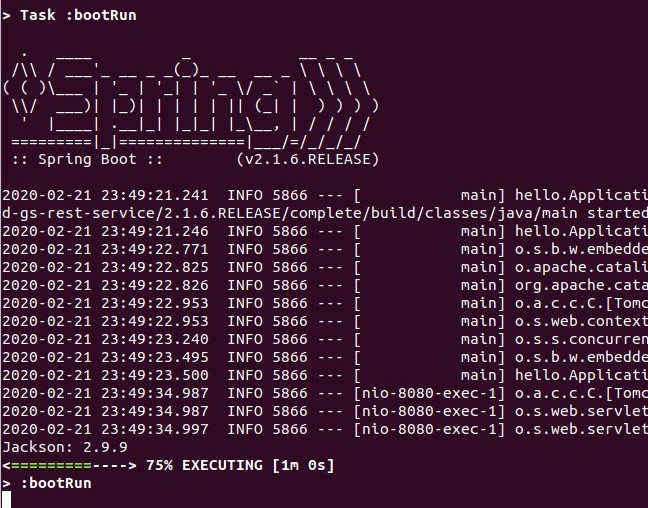 > Task :bootRun
  .   ____          _            __ _ _
 /\\ / ___'_ __ _ _(_)_ __  __ _ \ \ \ \
( ( )\___ | '_ | '_| | '_ \/ _` | \ \ \ \
 \\/  ___)| |_)| | | | | || (_| |  ) ) ) )
  '  |____| .__|_| |_|_| |_\__, | / / / /
 =========|_|==============|___/=/_/_/_/
 :: Spring Boot ::        (v2.1.6.RELEASE)
2020-02-21 23:49:21.241  INFO 5866 --- [           main] hello.Applicati
d-gs-rest-service/2.1.6.RELEASE/complete/build/classes/java/main started
2020-02-21 23:49:21.246  INFO 5866 --- [           main] hello.Applicati
2020-02-21 23:49:22.771  INFO 5866 --- [           main] o.s.b.w.embedde
2020-02-21 23:49:22.825  INFO 5866 --- [           main] o.apache.catali
2020-02-21 23:49:22.826  INFO 5866 --- [           main] org.apache.cata
2020-02-21 23:49:22.953  INFO 5866 --- [           main] o.a.c.c.C.[Tomc
2020-02-21 23:49:22.953  INFO 5866 --- [           main] o.s.web.context
2020-02-21 23:49:23.240  INFO 5866 --- [           main] o.s.s.concurren
2020-02-21 23:49:23.495  INFO 5866 --- [           main] o.s.b.w.embedde
2020-02-21 23:49:23.500  INFO 5866 --- [           main] hello.Applicati
2020-02-21 23:49:34.987  INFO 5866 --- [nio-8080-exec-1] o.a.c.c.C.[Tomc
2020-02-21 23:49:34.987  INFO 5866 --- [nio-8080-exec-1] o.s.web.servlet
2020-02-21 23:49:34.997  INFO 5866 --- [nio-8080-exec-1] o.s.web.servlet
Jackson: 2.9.9
<=========----> 75% EXECUTING [1m 0s]
> :bootRun